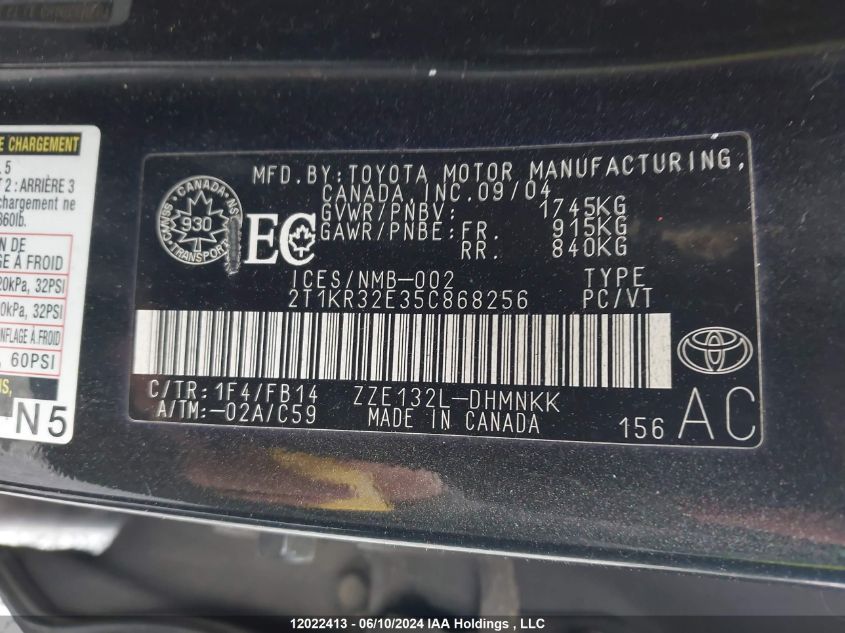 E CHARGEMENT
5
2 : ARRIÈRE 3
chargement ne
860lb.
N DE
À FROID
20kPa, 32PSI
0kPa, 32PSI
NFLAGE À FROID
, 60PSI
N5
CANADA
TRANSPORT
930
EC
MFD. BY: TOYOTA MOTOR MANUFACTURING,
CANADA, INC. 09/04
GVWR/PNBV: 1745KG
GAWR/PNBE: FR. 915KG
RR. 840KG
ICES/NMB-002 TYPE
2T1KR32E35C868256 PC/VT
C/TR: 1F4/FB14 ZZE132L-DHMNKK
A/TM: -02A/C59 MADE IN CANADA
156 AC
12022413 - 06/10/2024 IAA Holdings , LLC